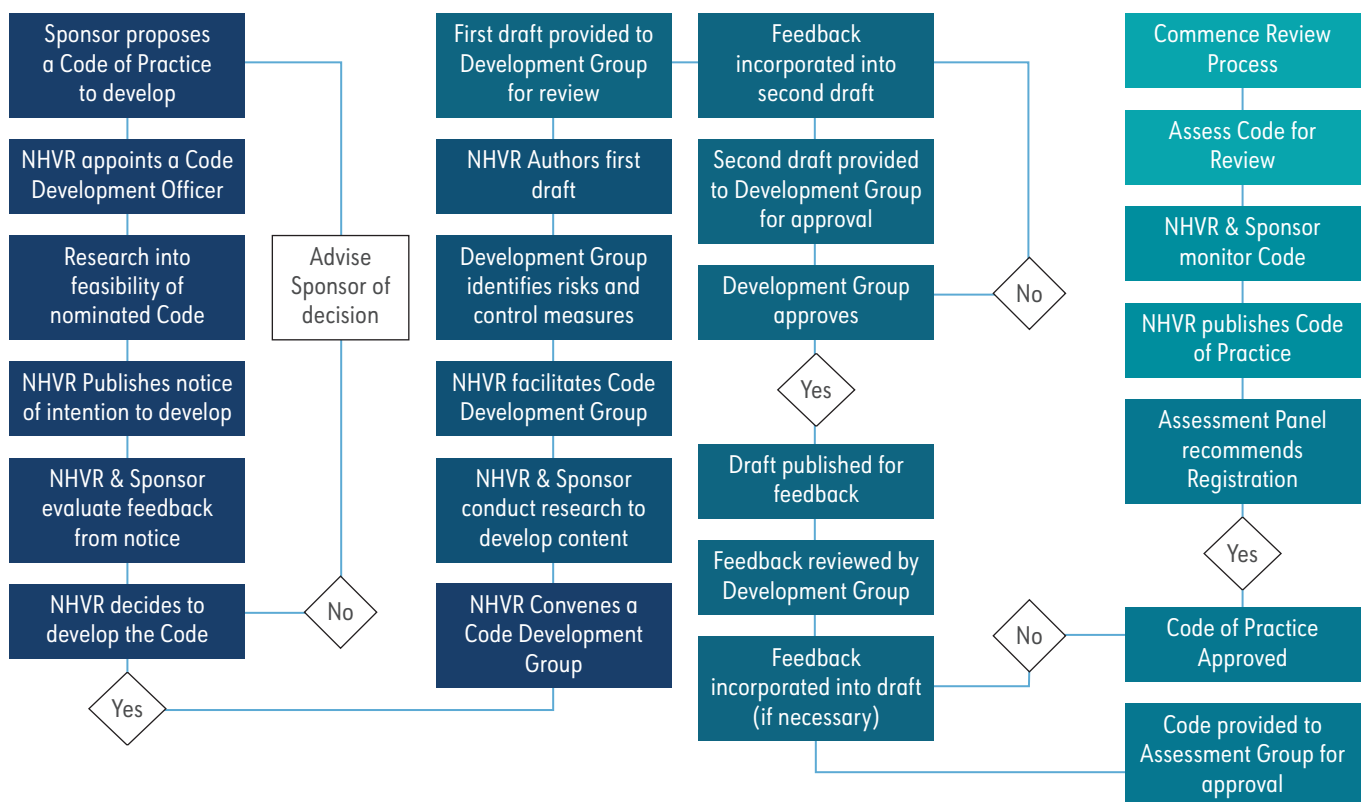 Sponsor proposes
a Code of Practice
to develop
NHVR appoints a Code
Development Officer
Research into
feasibility of
nominated Code
NHVR Publishes notice
of intention to develop
NHVR & Sponsor
evaluate feedback
from notice
NHVR decides to
develop the Code
Yes
No
Advise
Sponsor of
decision
First draft provided to
Development Group
for review
NHVR Authors first
draft
Development Group
identifies risks and
control measures
NHVR facilitates Code
Development Group
NHVR & Sponsor
conduct research to
develop content
NHVR Convenes a
Code Development
Group
Feedback
incorporated into
second draft
Second draft provided
to Development Group
for approval
Development Group
approves
No
Yes
Draft published for
feedback
Feedback reviewed by
Development Group
Feedback
incorporated into draft
(if necessary)
No
Commence Review
Process
Assess Code for
Review
NHVR & Sponsor
monitor Code
NHVR publishes Code
of Practice
Assessment Panel
recommends
Registration
Yes
Code of Practice
Approved
Code provided to
Assessment Group for
approval